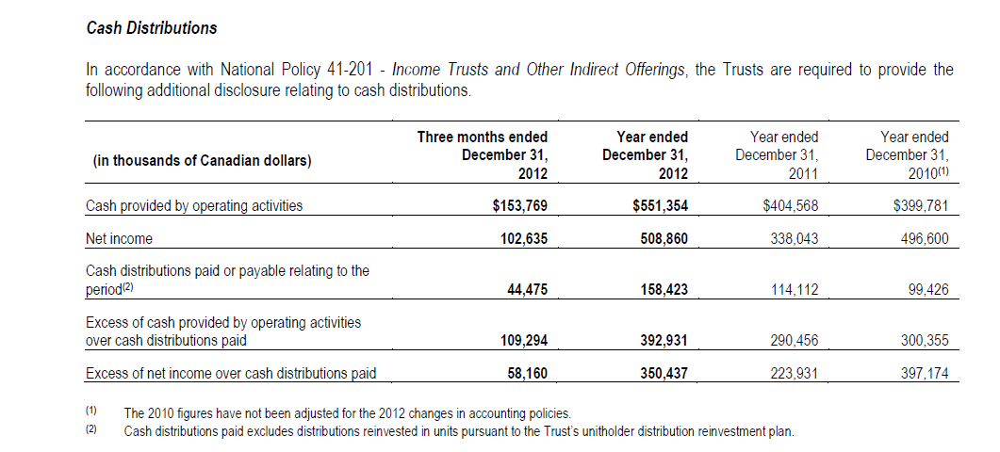 Cash Distributions
In accordance with National Policy 41-201 - Income Trusts and Other Indirect Offerings, the Trusts are required to provide the
following additional disclosure relating to cash distributions.
(in thousands of Canadian dollars) Three months ended December 31, 2012 Year ended December 31, 2012 Year ended December 31, 2011 Year ended December 31, 2010(1)
Cash provided by operating activities $153,769 $551,354 $404,568 $399,781
Net income 102,635 508,860 338,043 496,600
Cash distributions paid or payable relating to the
period(2) 44,475 158,423 114,112 99,426
Excess of cash provided by operating activities
over cash distributions paid 109,294 392,931 290,456 300,355
Excess of net income over cash distributions paid 58,160 350,437 223,931 397,174
(1) The 2010 figures have not been adjusted for the 2012 changes in accounting policies.
(2) Cash distributions paid excludes distributions reinvested in units pursuant to the Trust's unitholder distribution reinvestment plan.